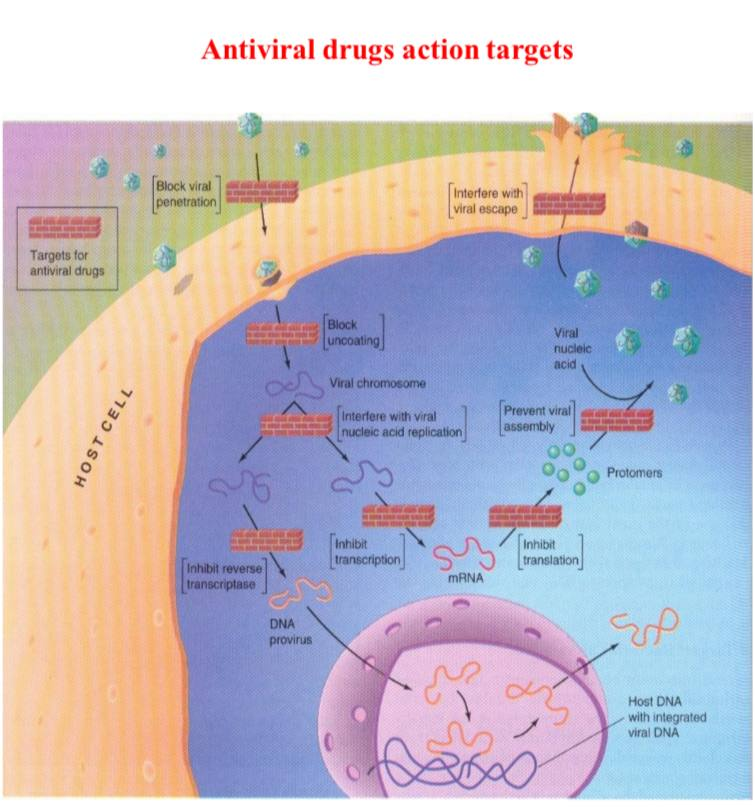 Antiviral drugs action targets
Block viral
penetration
Interfere with
viral escape
Targets for
antiviral drugs
Block
uncoating
Viral
nucleic
acid
Viral chromosome
Interfere with viral
nucleic acid replication
Prevent viral
assembly
HOST CELL
Protomers
Inhibit
transcription
Inhibit
translation
Inhibit reverse
transcriptase
mRNA
DNA
provirus
Host DNA
with integrated
viral DNA